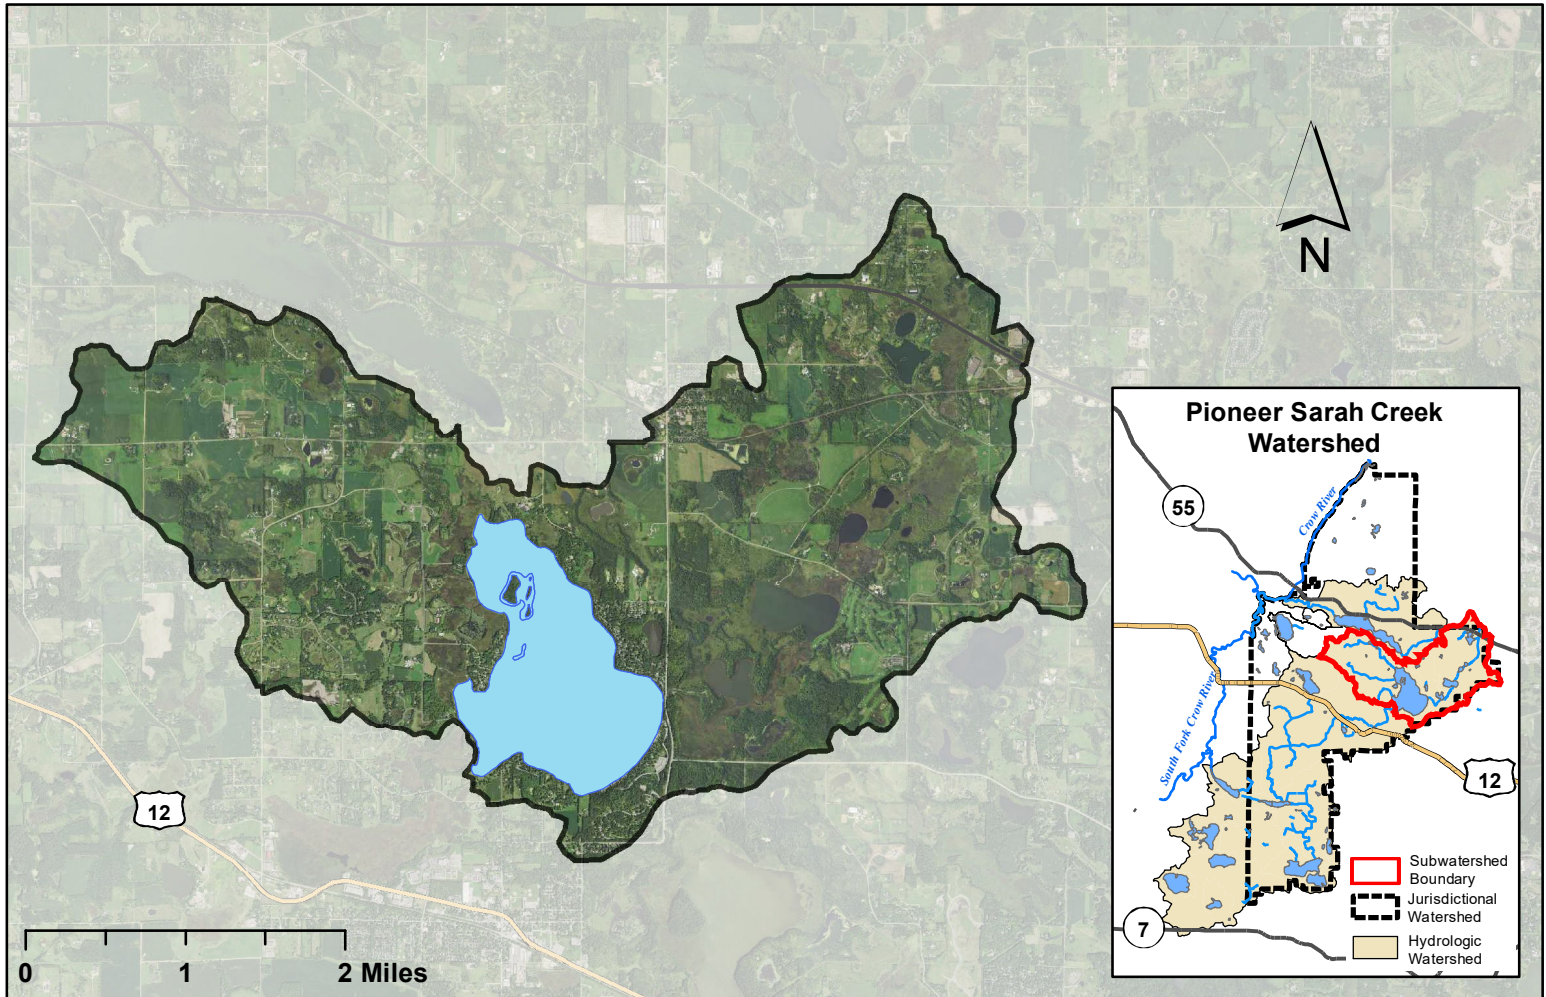 N
12
0
1
2 Miles
Pioneer Sarah Creek
Watershed
55
Crow River
South Fork Crow River
12
7
Subwatershed
Boundary
Jurisdictional
Watershed
Hydrologic
Watershed